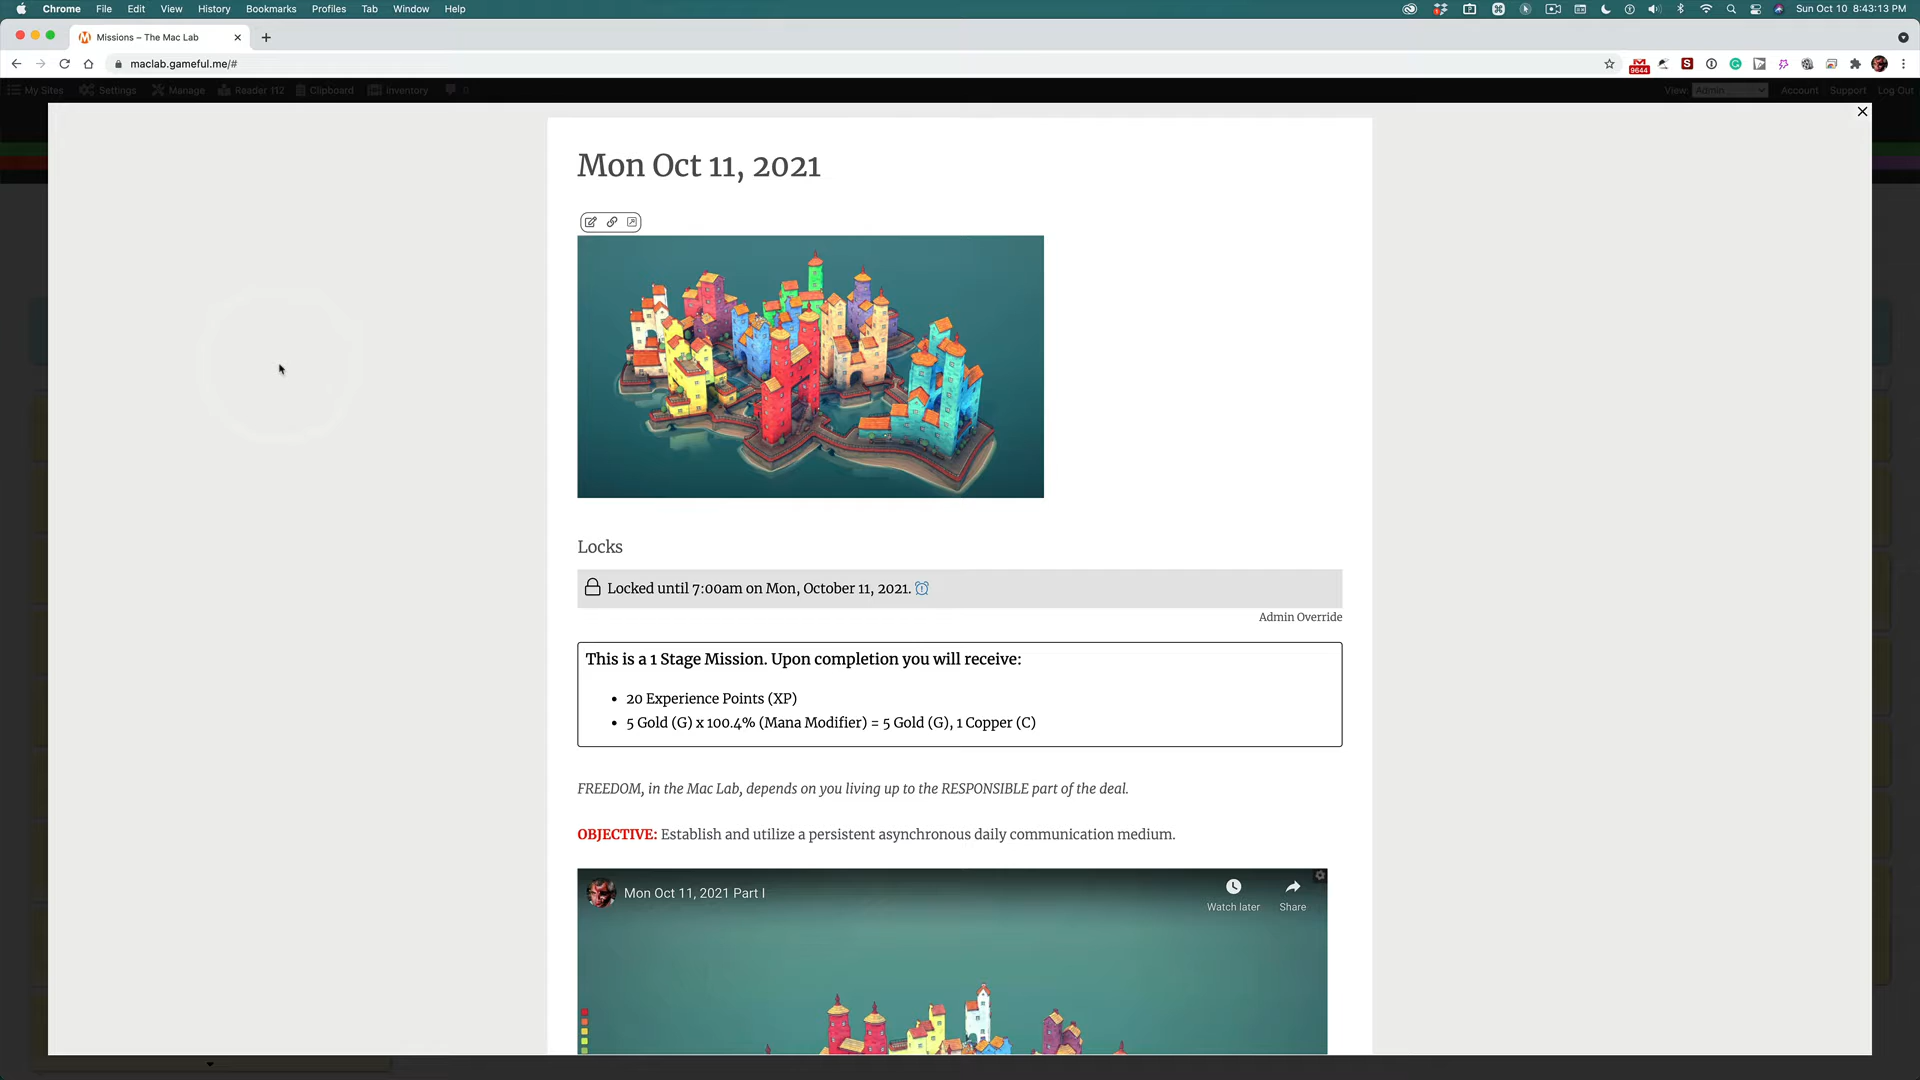 Chrome File Edit View History Bookmarks Profiles Tab Window Help Sun Oct 10 8:43:13 PM
Missions – The Mac Lab
maclab.gameful.me/#
9644
My Sites Settings Manage Reader 112 Clipboard Inventory 0 View: Admin Account Support Log Out
Mon Oct 11, 2021
Locks
Locked until 7:00am on Mon, October 11, 2021.
Admin Override
This is a 1 Stage Mission. Upon completion you will receive:
• 20 Experience Points (XP)
• 5 Gold (G) x 100.4% (Mana Modifier) = 5 Gold (G), 1 Copper (C)
FREEDOM, in the Mac Lab, depends on you living up to the RESPONSIBLE part of the deal.
OBJECTIVE: Establish and utilize a persistent asynchronous daily communication medium.
Mon Oct 11, 2021 Part I
Watch later Share